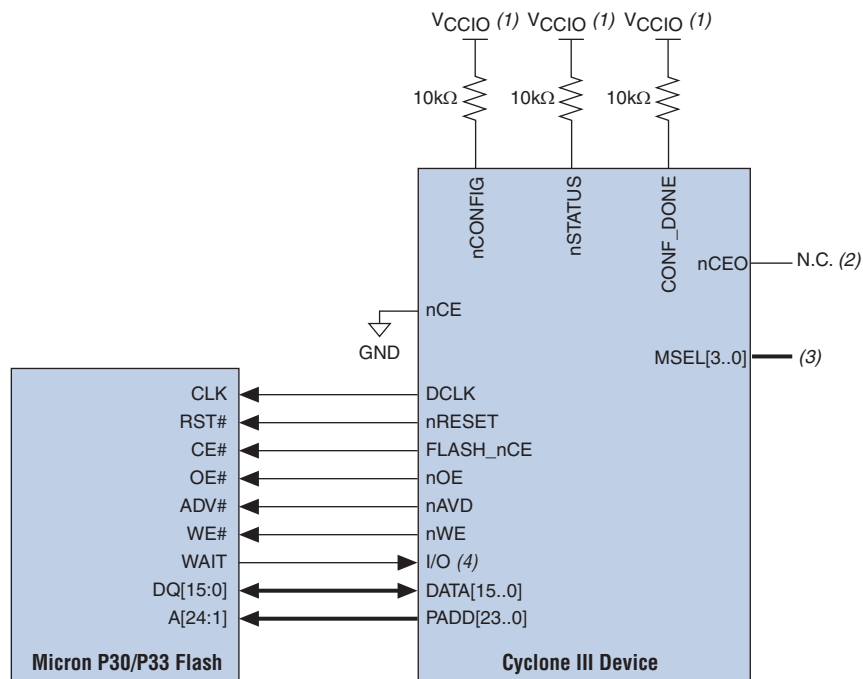 VCCIO (1) VCCIO (1) VCCIO (1)
10kΩ 10kΩ 10kΩ
nCONFIG
nSTATUS
CONF_DONE
nCEO
N.C. (2)
nCE
GND
MSEL[3..0] (3)
CLK DCLK
RST# nRESET
CE# FLASH_nCE
OE# nOE
ADV# nAVD
WE# nWE
WAIT I/O (4)
DQ[15:0] DATA[15..0]
A[24:1] PADD[23..0]
Micron P30/P33 Flash Cyclone III Device